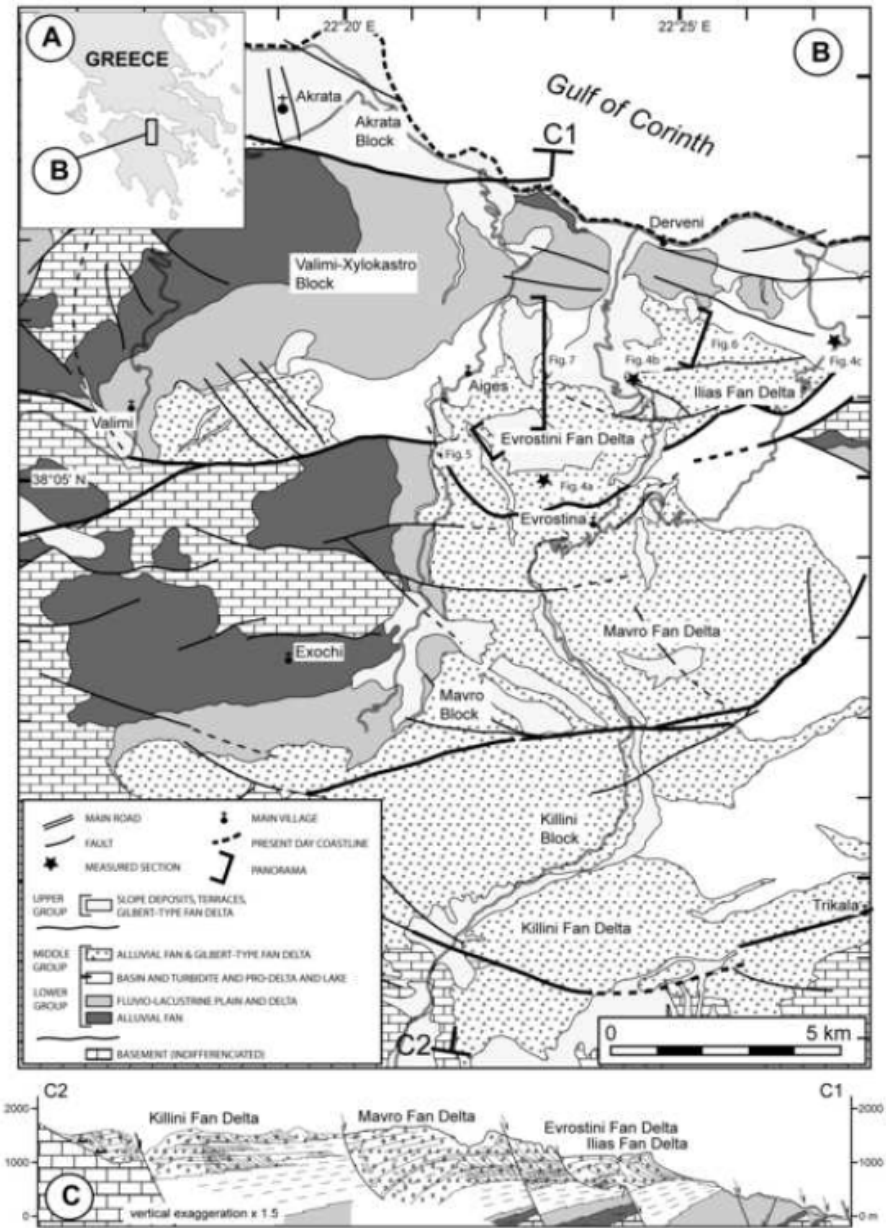 22°20' E
22°25' E
A
GREECE
B
B
Akrata
Akrata
Block
Gulf of Corinth
C1
Derveni
Valimi-Xylokastro
Block
Fig. 6
Fig. 7
Fig. 4b
Fig. 4c
Aiges
Ilias Fan Delta
Valimi
Evrostini Fan Delta
Fig. 5
38°05' N
Fig. 4a
Evrostina
Mavro Fan Delta
Exochi
Mavro
Block
Killini
Block
MAIN ROAD
MAIN VILLAGE
FAULT
PRESENT DAY COASTLINE
MEASURED SECTION
PANORAMA
UPPER
GROUP
SLOPE DEPOSITS, TERRACES,
GILBERT-TYPE FAN DELTA
MIDDLE
GROUP
ALLUVIAL FAN & GILBERT-TYPE FAN DELTA
BASIN AND TURBIDITE AND PRO-DELTA AND LAKE
LOWER
GROUP
FLUVIO-LACUSTRINE PLAIN AND DELTA
ALLUVIAL FAN
BASEMENT (INDIFFERENCIATED)
Trikala
Killini Fan Delta
0 5 km
C2
C2
C1
2000
1000
0
Killini Fan Delta
Mavro Fan Delta
Evrostini Fan Delta
Ilias Fan Delta
2000
1000
0 m
C
vertical exaggeration x 1.5